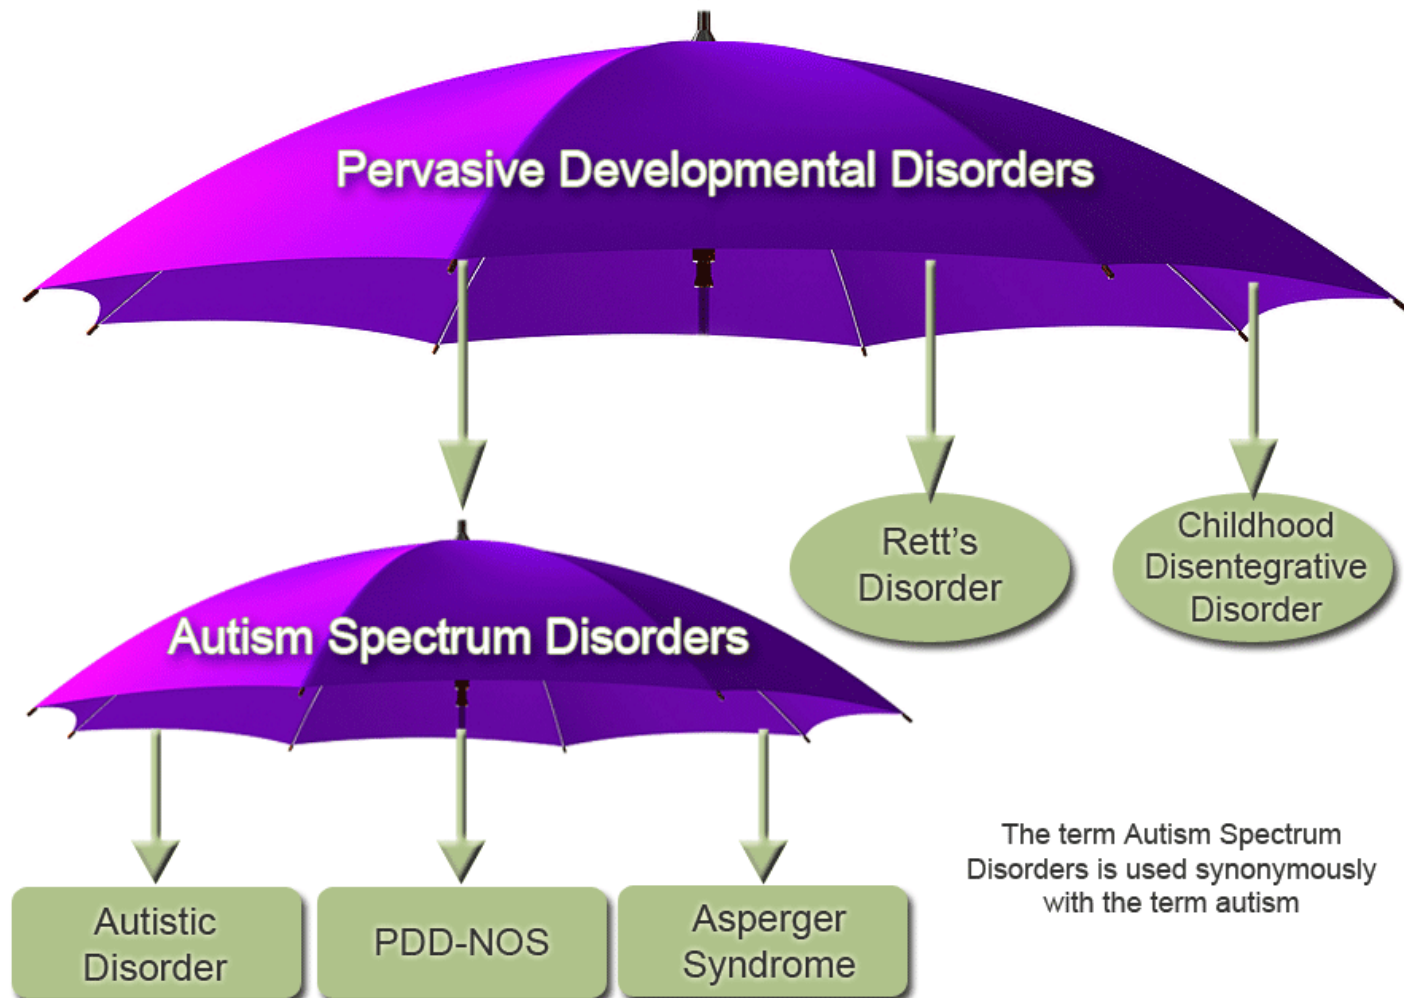 Pervasive Developmental Disorders
Rett's
Disorder
Childhood
Disentegrative
Disorder
Autism Spectrum Disorders
Autistic
Disorder
PDD-NOS
Asperger
Syndrome
The term Autism Spectrum
Disorders is used synonymously
with the term autism